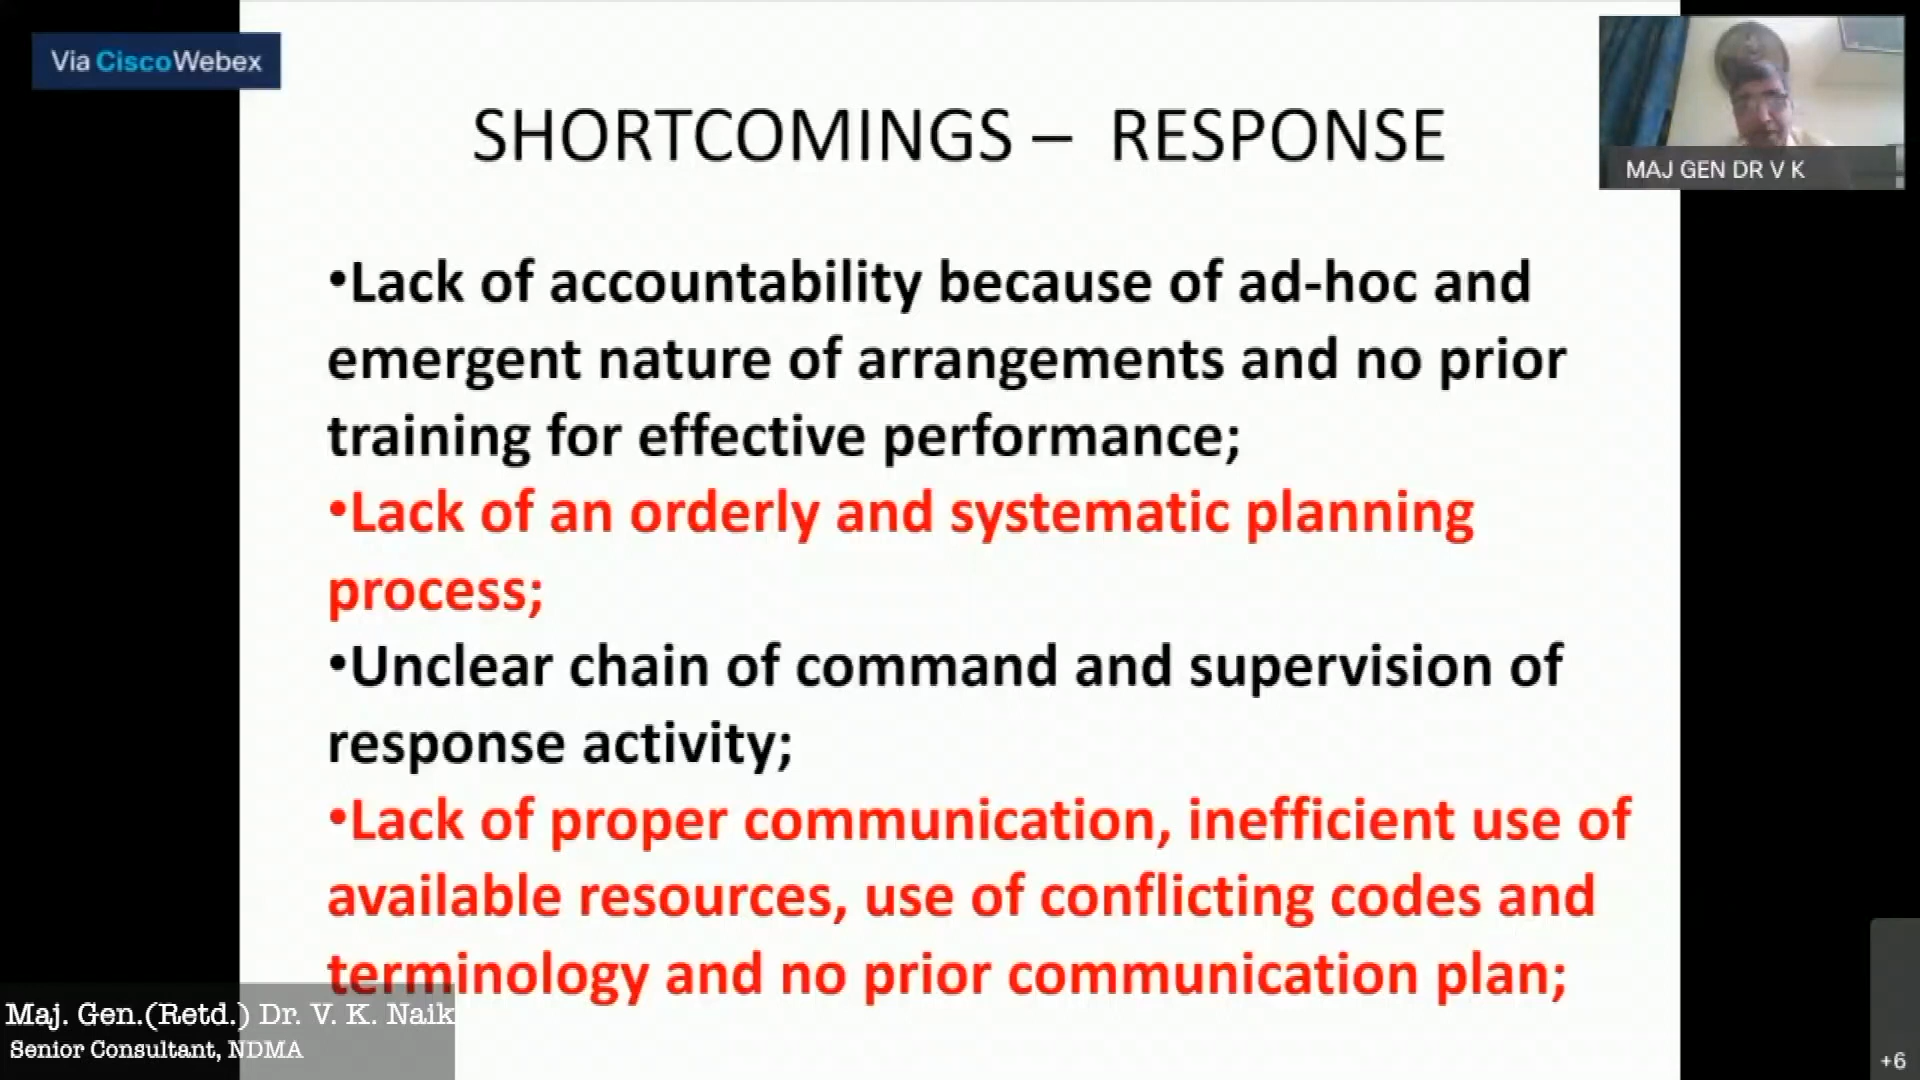 Via CiscoWebex
SHORTCOMINGS – RESPONSE
MAJ GEN DR V K
•Lack of accountability because of ad-hoc and
emergent nature of arrangements and no prior
training for effective performance;
•Lack of an orderly and systematic planning
process;
•Unclear chain of command and supervision of
response activity;
•Lack of proper communication, inefficient use of
available resources, use of conflicting codes and
terminology and no prior communication plan;
Maj. Gen.(Retd.) Dr. V. K. Naik
Senior Consultant, NDMA
+6